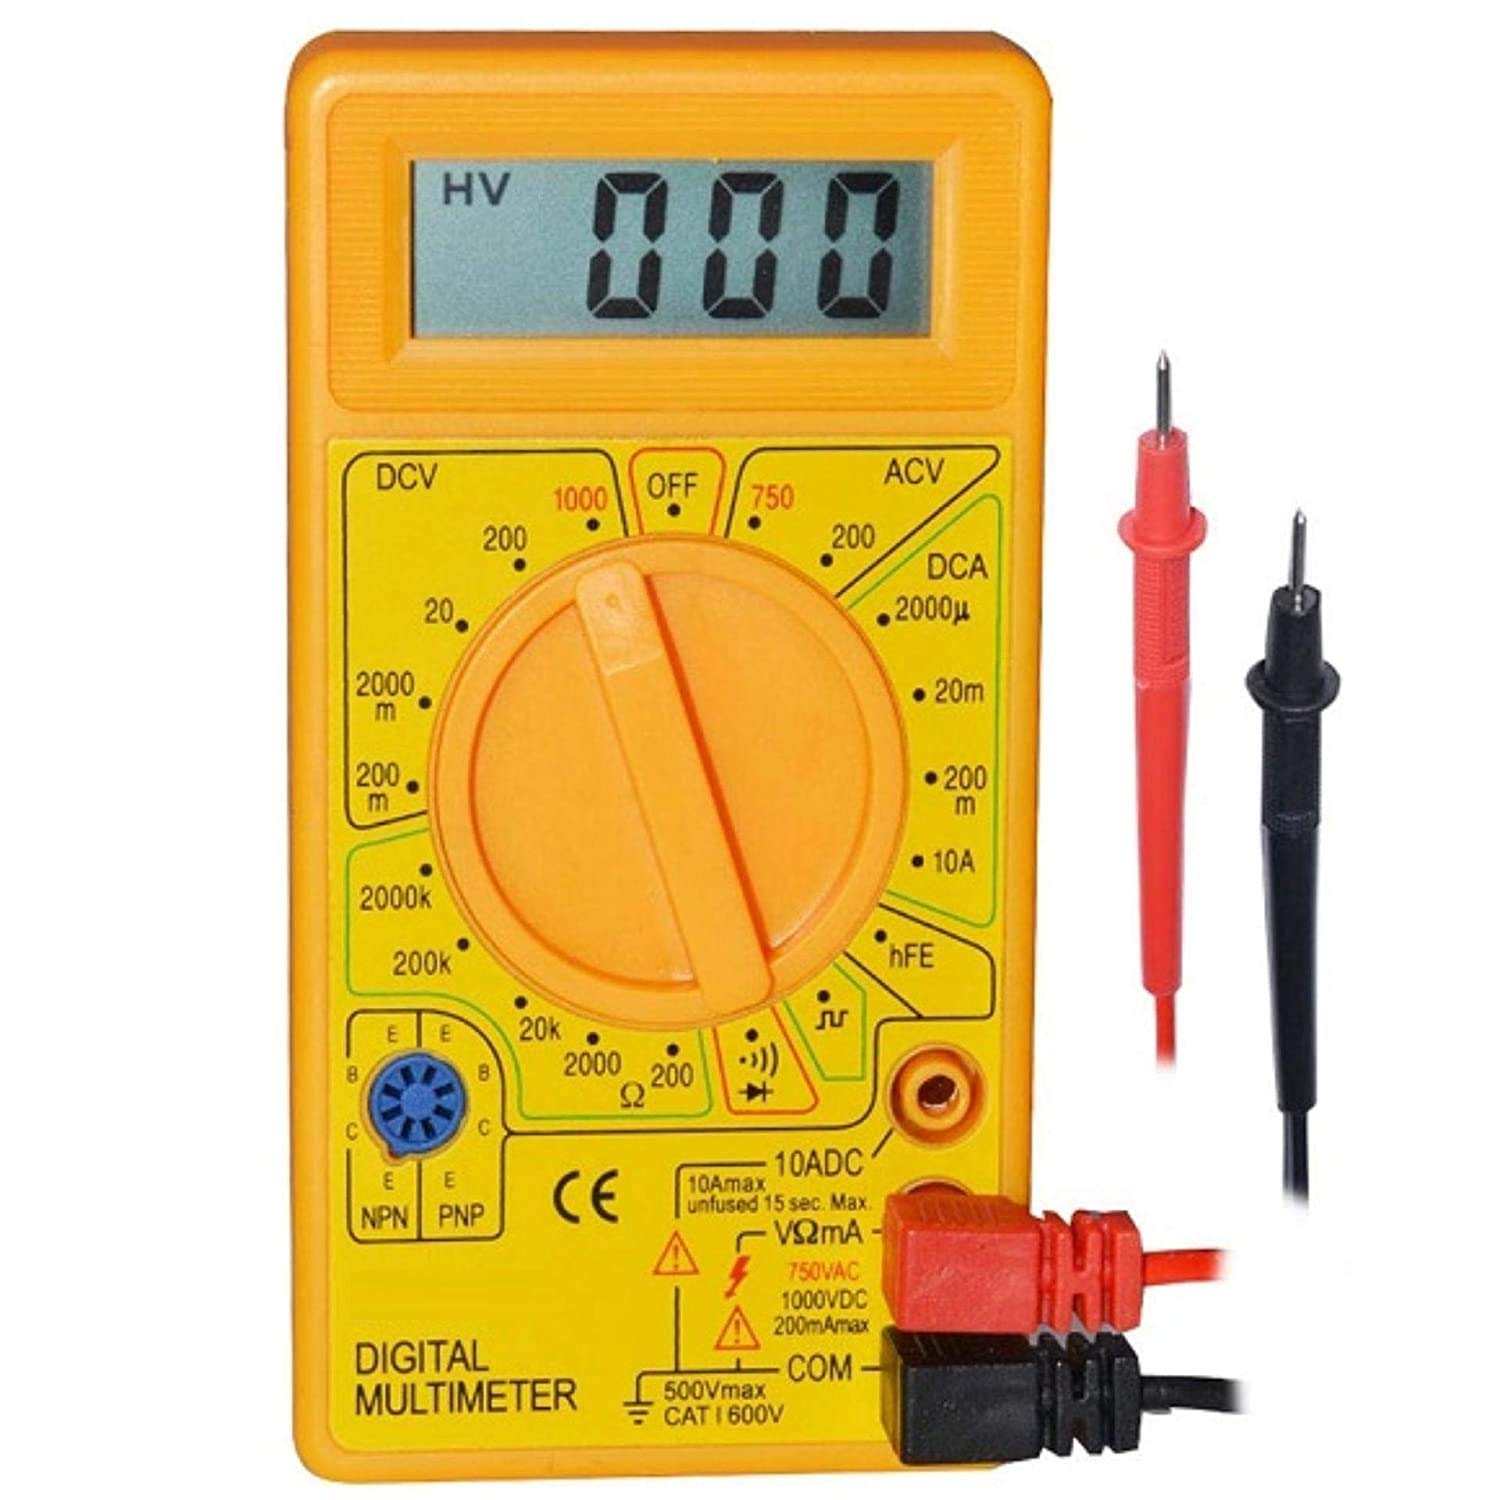 HV 000
DCV
1000
OFF
750
ACV
200
200
DCA
20
2000µ
2000
m
20m
200
m
200
m
10A
2000k
hFE
200k
20k
2000
Ω
200
E E
B B
C C
E E
NPN PNP
10ADC
10Amax
unfused 15 sec. Max.
VΩmA
750VAC
1000VDC
200mAmax
CE
DIGITAL
MULTIMETER
COM
500Vmax
CAT I 600V